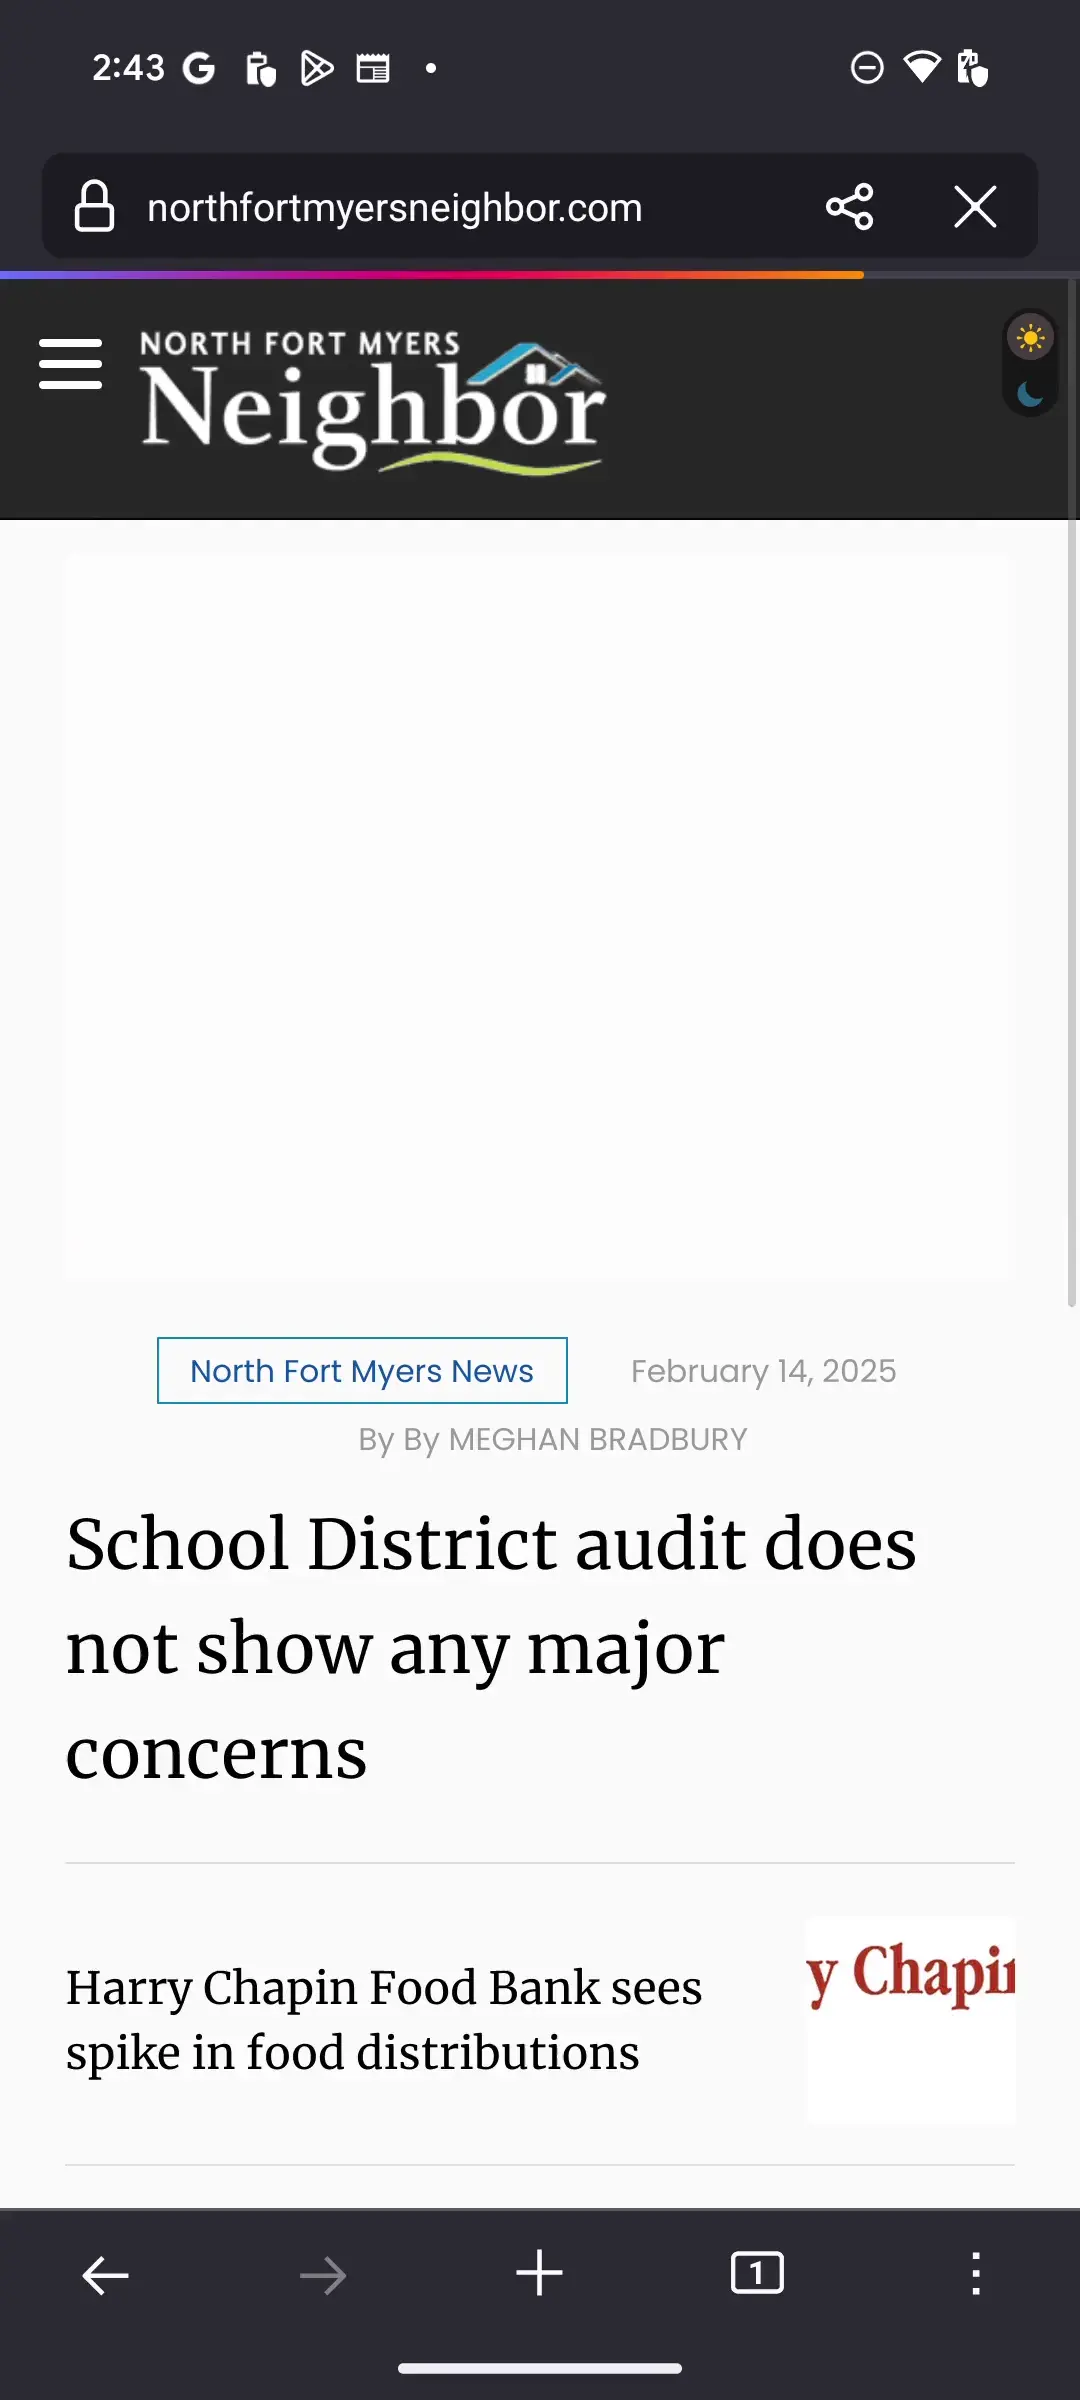 2:43
northfortmyersneighbor.com
NORTH FORT MYERS
Neighbor
North Fort Myers News
February 14, 2025
By By MEGHAN BRADBURY
School District audit does
not show any major
concerns
Harry Chapin Food Bank sees
spike in food distributions
y Chapin
1